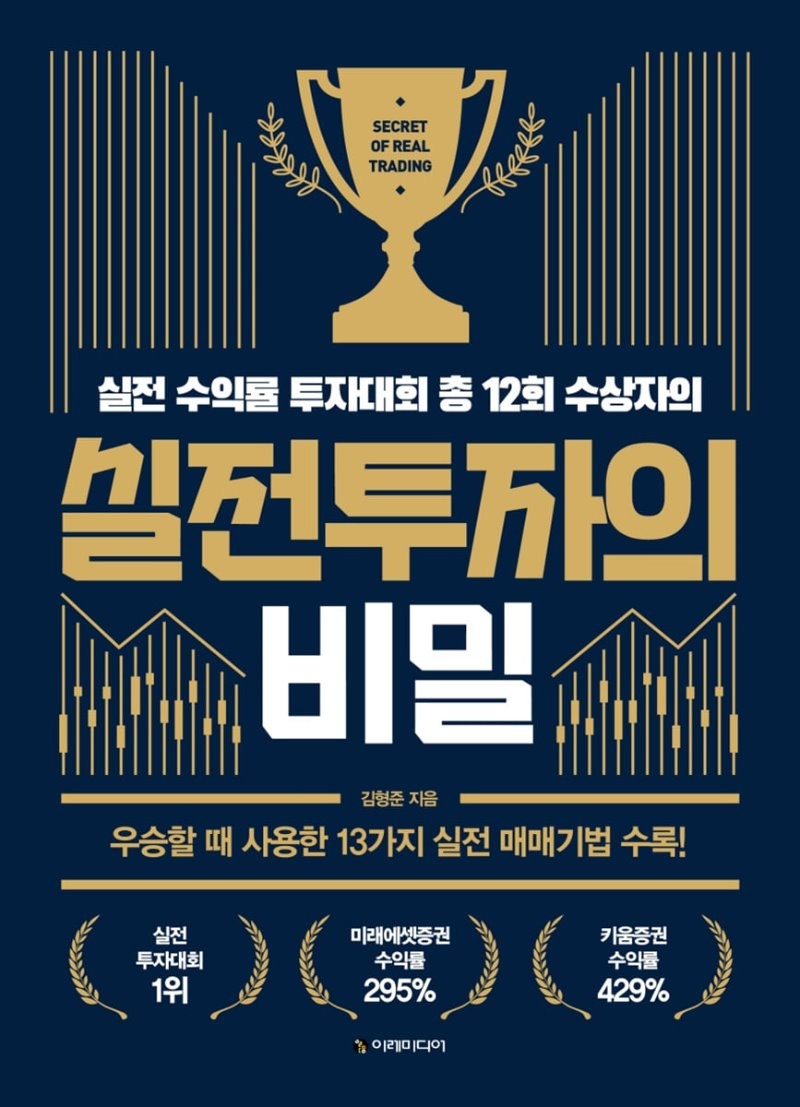 SECRET
OF REAL
TRADING
실전 수익률 투자대회 총 12회 수상자의
실전투자의
비밀
김형준 지음
우승할 때 사용한 13가지 실전 매매기법 수록!
실전
투자대회
1위
미래에셋증권
수익률
295%
키움증권
수익률
429%
이레미디어